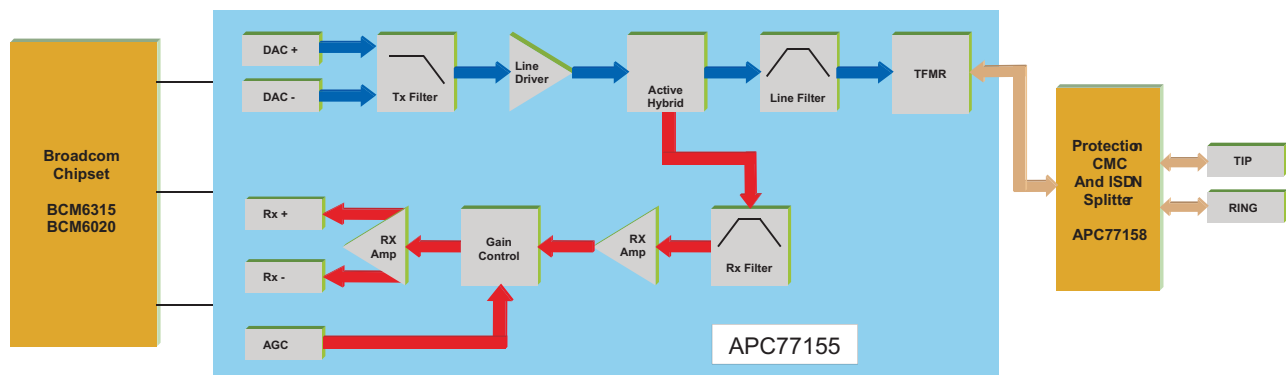 Broadcom
Chipset
BCM6315
BCM6020
DAC +
DAC -
Tx Filter
Line
Driver
Active
Hybrid
Line Filter
TFMR
Rx +
Rx -
AGC
RX
Amp
Gain
Control
RX
Amp
Rx Filter
APC77155
Protection
CMC
And ISDN
Splitter
APC77158
TIP
RING